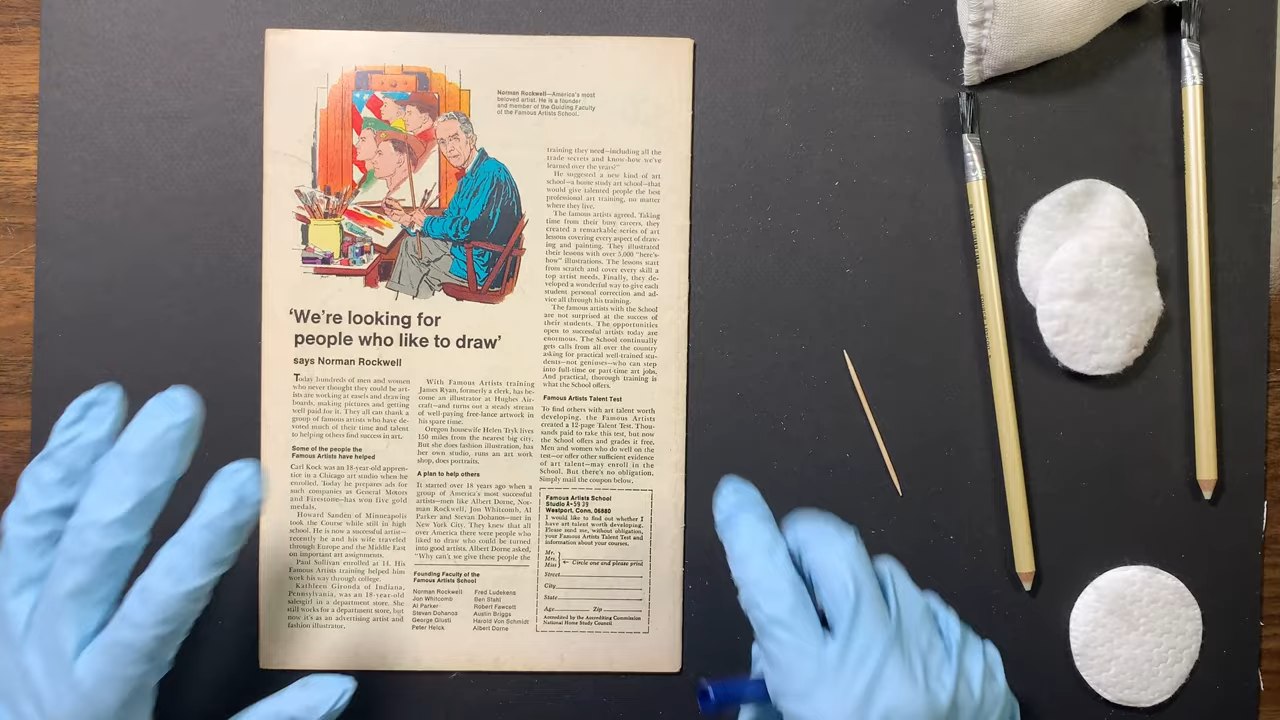 Norman Rockwell—America's most
beloved artist. He is a founder
and member of the Guiding Faculty
of the Famous Artists School.
'We're looking for
people who like to draw'
says Norman Rockwell
Today hundreds of men and women
who never thought they could be art-
ists are working at easels and drawing
boards, making pictures and getting
well paid for it. They all can thank a
group of famous artists who have de-
voted much of their time and talent
to helping others find success in art.
Some of the people the
Famous Artists have helped
Carl Kock was an 18-year-old appren-
tice in a Chicago art studio when he
enrolled. Today he prepares ads for
such companies as General Motors
and Firestone—has won five gold
medals.
Howard Sanden of Minneapolis
took the Course while still in high
school. He is now a successful artist—
recently he and his wife traveled
through Europe and the Middle East
on important art assignments.
Paul Sullivan enrolled at 14. His
Famous Artists training helped him
work his way through college.
Kathleen Gironda of Indiana,
Pennsylvania, was an 18-year-old
salesgirl in a department store. She
still works for a department store, but
now it's as an advertising artist and
fashion illustrator.
With Famous Artists training
James Ryan, formerly a clerk, has be-
come an illustrator at Hughes Air-
craft—and turns out a steady stream
of well-paying free-lance artwork in
his spare time.
Oregon housewife Helen Tryk lives
150 miles from the nearest big city.
But she does fashion illustration, has
her own studio, runs an art work
shop, does portraits.
A plan to help others
It started over 18 years ago when a
group of America's most successful
artists—men like Albert Dorne, Nor-
man Rockwell, Jon Whitcomb, Al
Parker and Stevan Dohanos—met in
New York City. They knew that all
over America there were people who
liked to draw who could be turned
into good artists. Albert Dorne asked,
"Why can't we give these people the
Founding Faculty of the
Famous Artists School
Norman Rockwell
Jon Whitcomb
Al Parker
Stevan Dohanos
George Giusti
Peter Helck
Fred Ludekens
Ben Stahl
Robert Fawcett
Austin Briggs
Harold Von Schmidt
Albert Dorne
training they need—including all the
trade secrets and know-how we've
learned over the years?"
He suggested a new kind of art
school—a home study art school—that
would give talented people the best
professional art training, no matter
where they live.
The famous artists agreed. Taking
time from their busy careers, they
created a remarkable series of art
lessons covering every aspect of draw-
ing and painting. They illustrated
their lessons with over 5,000 "here's-
how" illustrations. The lessons start
from scratch and cover every skill a
top artist needs. Finally, they de-
veloped a wonderful way to give each
student personal correction and ad-
vice all through his training.
The famous artists with the School
are not surprised at the success of
their students. The opportunities
open to successful artists today are
enormous. The School continually
gets calls from all over the country
asking for practical well-trained stu-
dents—not geniuses—who can step
into full-time or part-time art jobs.
And practical, thorough training is
what the School offers.
Famous Artists Talent Test
To find others with art talent worth
developing, the Famous Artists
created a 12-page Talent Test. Thou-
sands paid to take this test, but now
the School offers and grades it free.
Men and women who do well on the
test—or offer other sufficient evidence
of art talent—may enroll in the
School. But there's no obligation.
Simply mail the coupon below.
Famous Artists School
Studio A-5939
Westport, Conn. 06880
I would like to find out whether I
have art talent worth developing.
Please send me, without obligation,
your Famous Artists Talent Test and
information about your courses.
Mr.
Mrs.
Miss
Circle one and please print
Street
City
State
Age Zip
Accredited by the Accrediting Commission
National Home Study Council